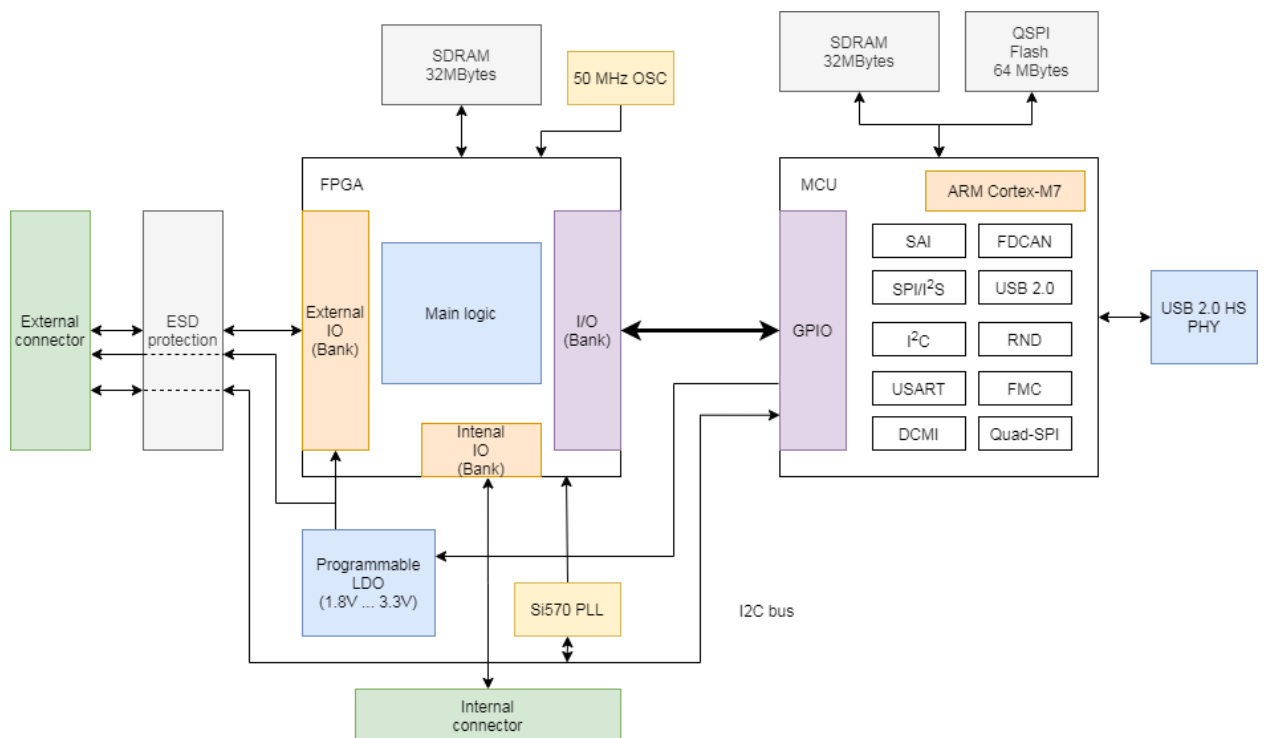 SDRAM
32MBytes
50 MHz OSC
SDRAM
32MBytes
QSPI
Flash
64 MBytes
FPGA
MCU
ARM Cortex-M7
SAI
FDCAN
SPI/I²S
USB 2.0
I²C
RND
USART
FMC
DCMI
Quad-SPI
External
connector
ESD
protection
External
IO
(Bank)
Main logic
I/O
(Bank)
GPIO
USB 2.0 HS
PHY
Intenal
IO
(Bank)
Programmable
LDO
(1.8V ... 3.3V)
Si570 PLL
I2C bus
Internal
connector